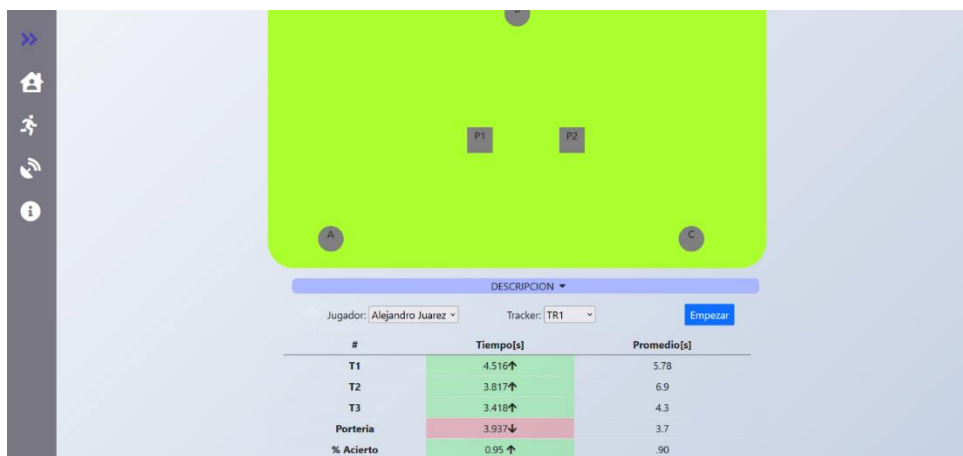 P1 P2
A C
DESCRIPCION
Jugador: Alejandro Juarez Tracker: TR1 Empezar
# Tiempo[s] Promedio[s]
T1 4.516↑ 5.78
T2 3.817↑ 6.9
T3 3.418↑ 4.3
Porteria 3.937↓ 3.7
% Acierto 0.95 ↑ .90